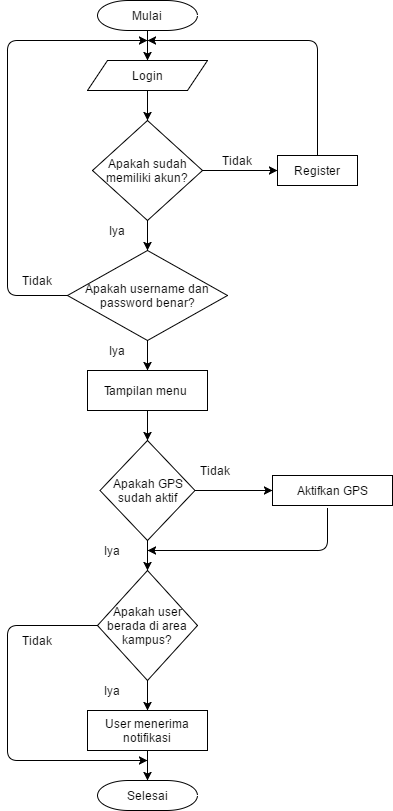 Mulai
Login
Apakah sudah
memiliki akun?
Tidak
Register
Iya
Tidak
Apakah username dan
password benar?
Iya
Tampilan menu
Apakah GPS
sudah aktif
Tidak
Aktifkan GPS
Iya
Apakah user
berada di area
kampus?
Tidak
Iya
User menerima
notifikasi
Selesai